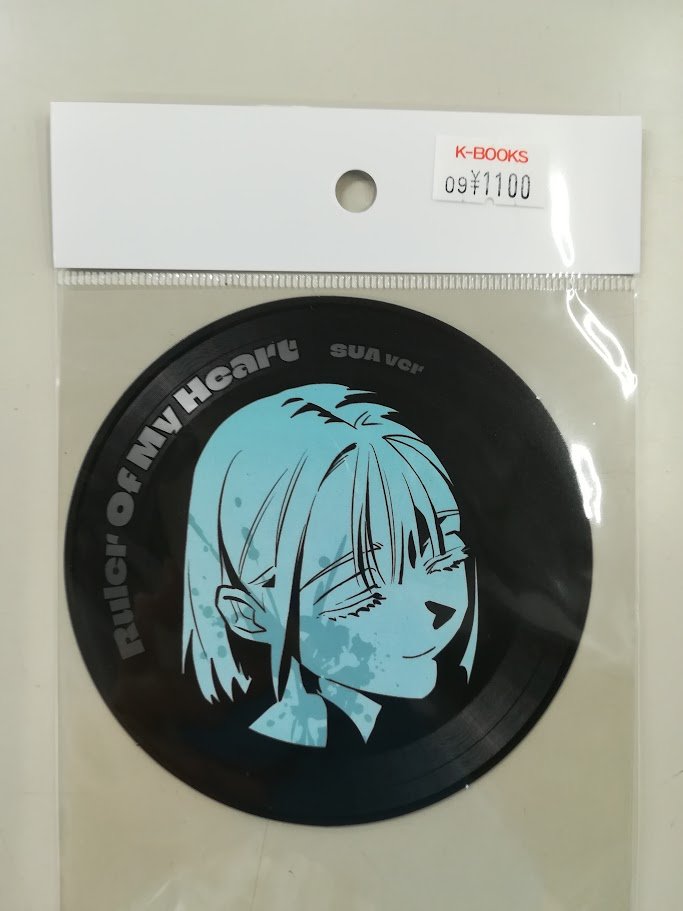 K-BOOKS
09¥1100
Ruler Of My Heart
SUA ver